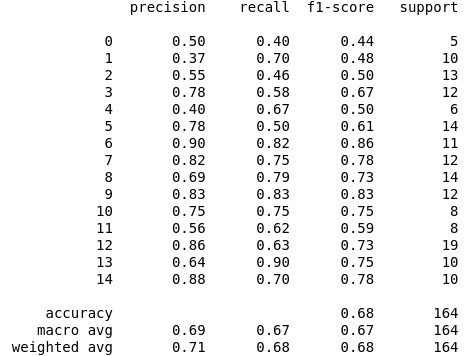 precision recall f1-score support
0 0.50 0.40 0.44 5
1 0.37 0.70 0.48 10
2 0.55 0.46 0.50 13
3 0.78 0.58 0.67 12
4 0.40 0.67 0.50 6
5 0.78 0.50 0.61 14
6 0.90 0.82 0.86 11
7 0.82 0.75 0.78 12
8 0.69 0.79 0.73 14
9 0.83 0.83 0.83 12
10 0.75 0.75 0.75 8
11 0.56 0.62 0.59 8
12 0.86 0.63 0.73 19
13 0.64 0.90 0.75 10
14 0.88 0.70 0.78 10
accuracy 0.68 164
macro avg 0.69 0.67 0.67 164
weighted avg 0.71 0.68 0.68 164